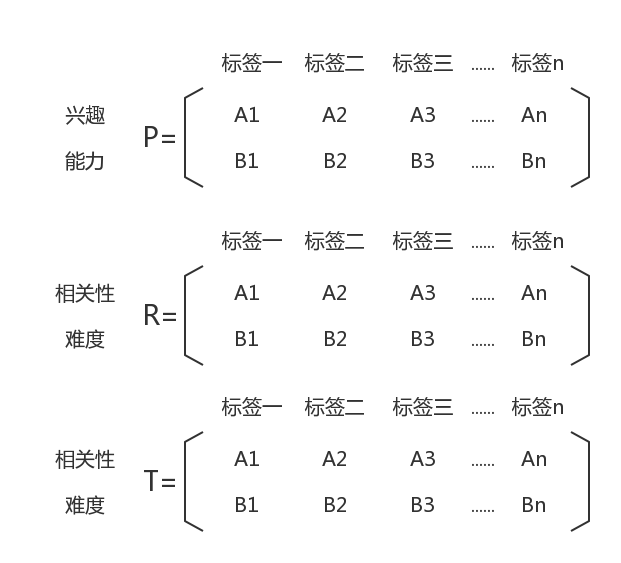 标签一 标签二 标签三 ...... 标签n
兴趣 A1 A2 A3 ...... An
P=
能力 B1 B2 B3 ...... Bn
标签一 标签二 标签三 ...... 标签n
相关性 A1 A2 A3 ...... An
R=
难度 B1 B2 B3 ...... Bn
标签一 标签二 标签三 ...... 标签n
相关性 A1 A2 A3 ...... An
T=
难度 B1 B2 B3 ...... Bn